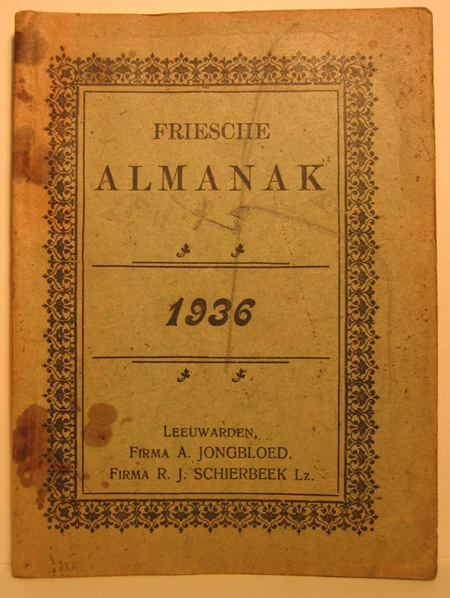 FRIESCHE
ALMANAK
1936
LEEUWARDEN,
FIRMA A. JONGBLOED.
FIRMA R. J. SCHIERBEEK Lz.